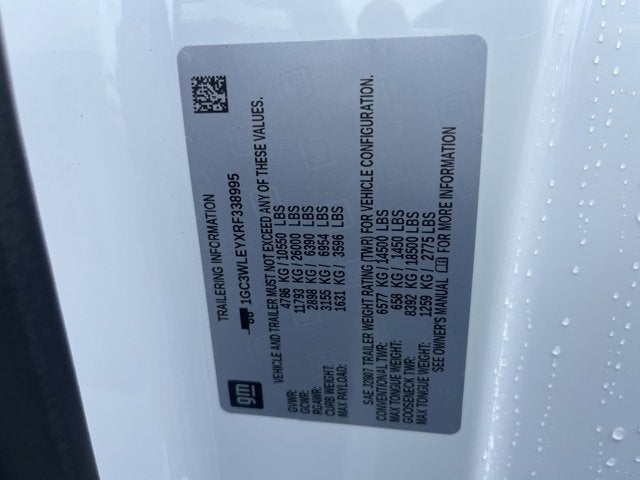 gm
TRAILERING INFORMATION
1GC3WLEYXRF338995
VEHICLE AND TRAILER MUST NOT EXCEED ANY OF THESE VALUES.
GVWR: 4786 KG / 10550 LBS
GCWR: 11793 KG / 26000 LBS
RGAWR: 2898 KG / 6390 LBS
CURB WEIGHT: 3155 KG / 6954 LBS
MAX PAYLOAD: 1631 KG / 3596 LBS
SAE J2807 TRAILER WEIGHT RATING (TWR) FOR VEHICLE CONFIGURATION.
CONVENTIONAL TWR: 6577 KG / 14500 LBS
MAX TONGUE WEIGHT: 658 KG / 1450 LBS
GOOSENECK TWR: 8392 KG / 18500 LBS
MAX TONGUE WEIGHT: 1259 KG / 2775 LBS
SEE OWNER'S MANUAL FOR MORE INFORMATION